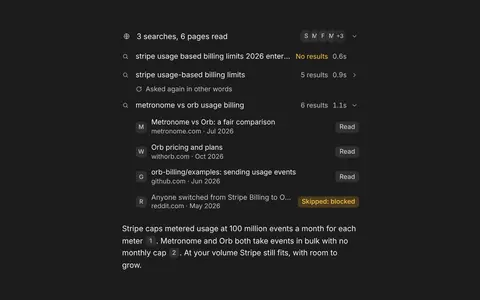 3 searches, 6 pages read S M F M +3
stripe usage based billing limits 2026 enter... No results 0.6s
stripe usage-based billing limits 5 results 0.9s
Asked again in other words
metronome vs orb usage billing 6 results 1.1s
M Metronome vs Orb: a fair comparison Read
metronome.com · Jul 2026
W Orb pricing and plans Read
withorb.com · Oct 2026
G orb-billing/examples: sending usage events Read
github.com · Jun 2026
R Anyone switched from Stripe Billing to O... Skipped: blocked
reddit.com · May 2026
Stripe caps metered usage at 100 million events a month for each
meter 1 . Metronome and Orb both take events in bulk with no
monthly cap 2 . At your volume Stripe still fits, with room to
grow.